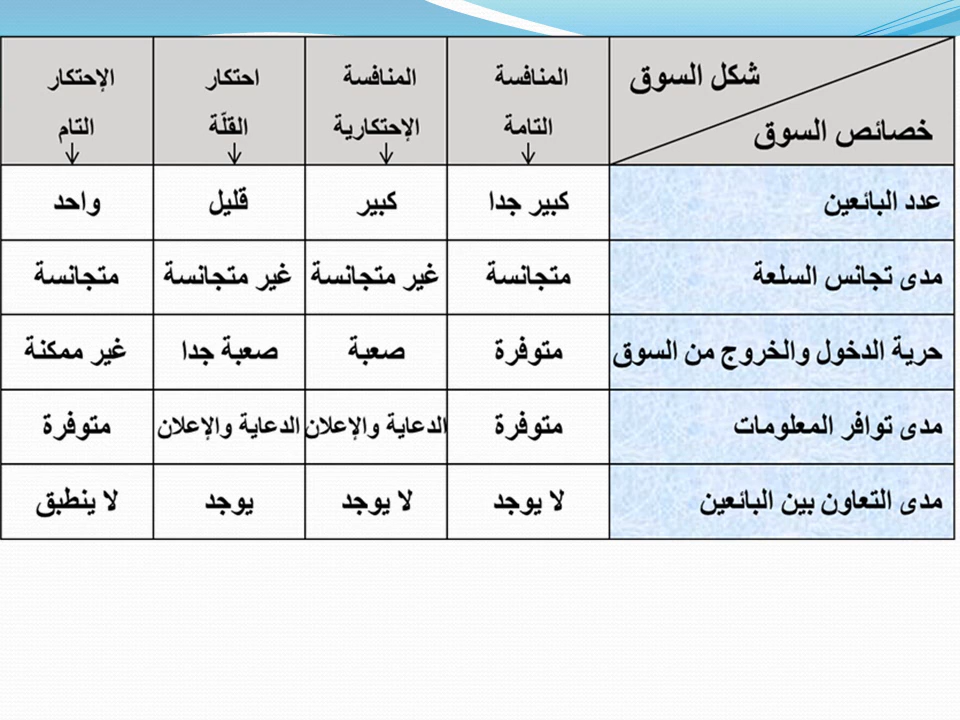 شكل السوق
خصائص السوق
المنافسة التامة
المنافسة الإحتكارية
احتكار القلّة
الإحتكار التام
عدد البائعين كبير جدا كبير قليل واحد
مدى تجانس السلعة متجانسة غير متجانسة غير متجانسة متجانسة
حرية الدخول والخروج من السوق متوفرة صعبة صعبة جدا غير ممكنة
مدى توافر المعلومات متوفرة الدعاية والإعلان الدعاية والإعلان متوفرة
مدى التعاون بين البائعين لا يوجد لا يوجد يوجد لا ينطبق